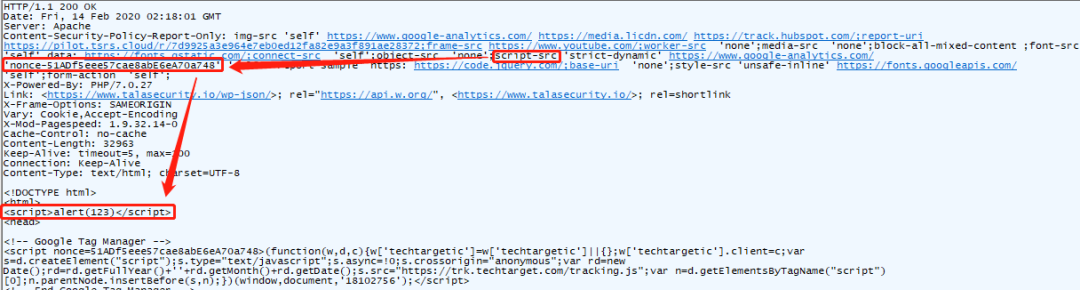 HTTP/1.1 200 OK
Date: Fri, 14 Feb 2020 02:18:01 GMT
Server: Apache
Content-Security-Policy-Report-Only: img-src 'self' https://www.google-analytics.com/ https://media.licdn.com/ https://track.hubspot.com/;report-uri
https://pilot.tsrs.cloud/r/7d9925a3e964e7eb0ed12fa82e9a3f891ae28372;frame-src https://www.youtube.com/;worker-src 'none';media-src 'none';block-all-mixed-content ;font-src
'self' data: https://fonts.gstatic.com/;connect-src 'self';object-src 'none';script-src 'strict-dynamic' https://www.google-analytics.com/
'nonce-51ADf5eee57cae8abE6eA70a748' sample' https: https://code.jquery.com/;base-uri 'none';style-src 'unsafe-inline' https://fonts.googleapis.com/
'self';form-action 'self';
X-Powered-By: PHP/7.0.27
Link: <https://www.talasecurity.io/wp-json/>; rel="https://api.w.org/", <https://www.talasecurity.io/>; rel=shortlink
X-Frame-Options: SAMEORIGIN
Vary: Cookie,Accept-Encoding
X-Mod-Pagespeed: 1.9.32.14-0
Cache-Control: no-cache
Content-Length: 32963
Keep-Alive: timeout=5, max=100
Connection: Keep-Alive
Content-Type: text/html; charset=UTF-8
<!DOCTYPE html>
<html>
<script>alert(123)</script>
<head>
<!-- Google Tag Manager -->
<script nonce=51ADf5eee57cae8abE6eA70a748>(function(w,d,c){w['techtargetic']=w['techtargetic']||{};w['techtargetic'].client=c;var
s=d.createElement("script");s.type="text/javascript";s.async=!0;s.crossorigin="anonymous";var rd=new
Date();rd=rd.getFullYear()+''+rd.getMonth()+rd.getDate();s.src="https://trk.techtarget.com/tracking.js";var n=d.getElementsByTagName("script")
[0];n.parentNode.insertBefore(s,n);})(window,document,'18102756');</script>
<!-- End Google Tag Manager -->